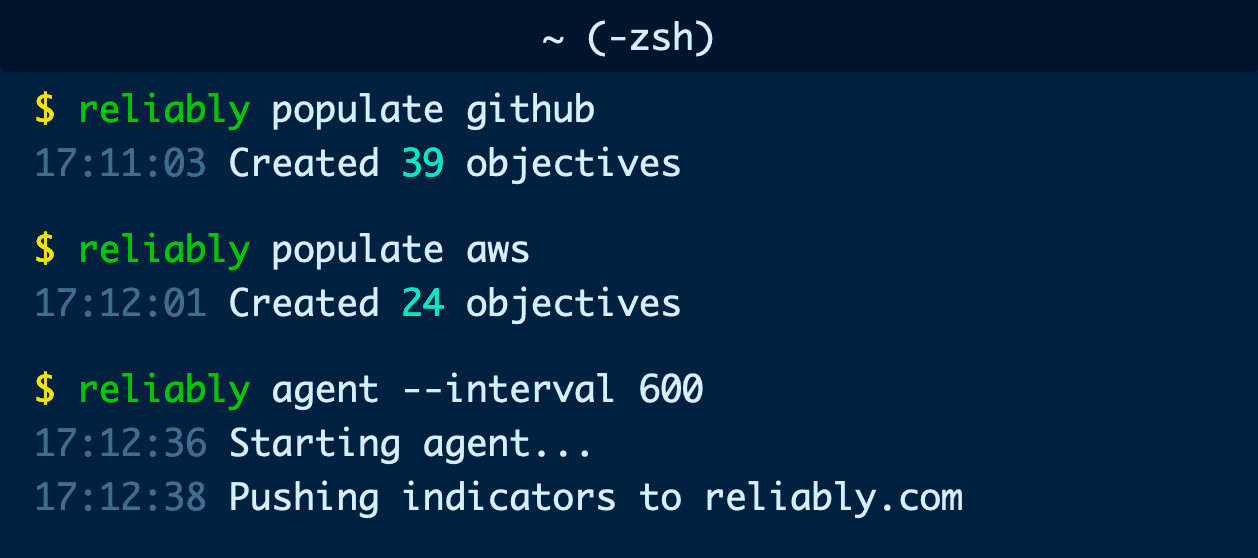 ~ (-zsh)
$ reliably populate github
17:11:03 Created 39 objectives
$ reliably populate aws
17:12:01 Created 24 objectives
$ reliably agent --interval 600
17:12:36 Starting agent...
17:12:38 Pushing indicators to reliably.com